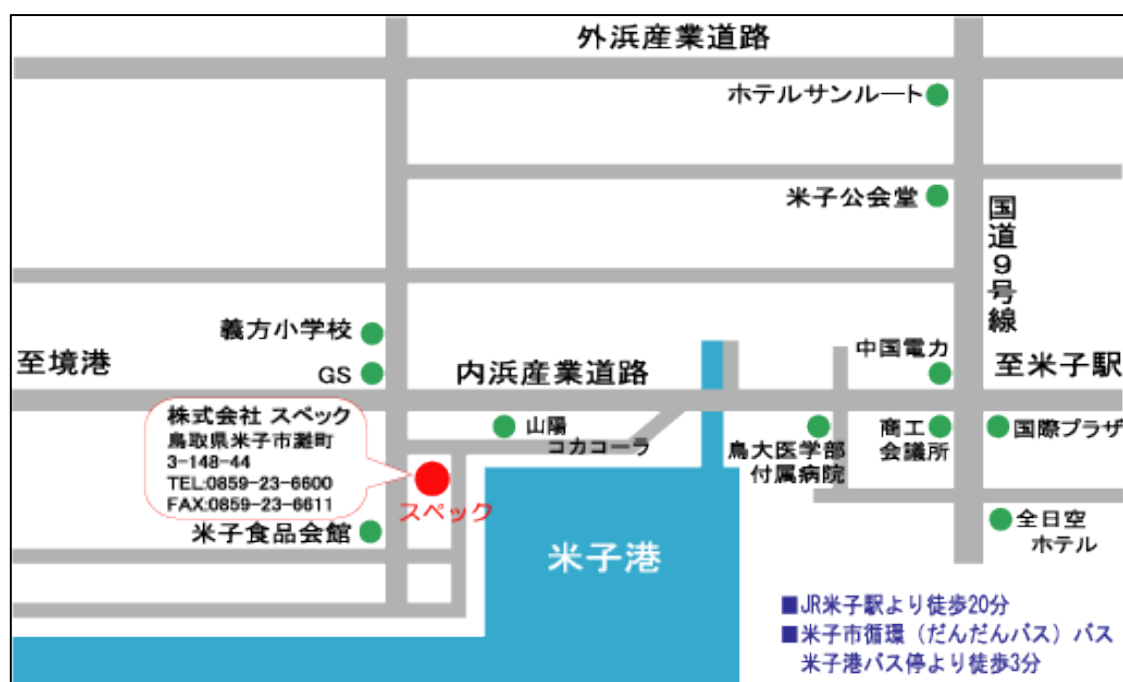 外浜産業道路
ホテルサンルート
米子公会堂
国道9号線
義方小学校
中国電力
至境港
GS
内浜産業道路
至米子駅
株式会社 スペック
鳥取県米子市灘町
3-148-44
TEL:0859-23-6600
FAX:0859-23-6611
スペック
山陽
コカコーラ
鳥大医学部
付属病院
商工
会議所
国際プラザ
米子食品会館
全日空
ホテル
米子港
■JR米子駅より徒歩20分
■米子市循環（だんだんバス）バス
米子港バス停より徒歩3分